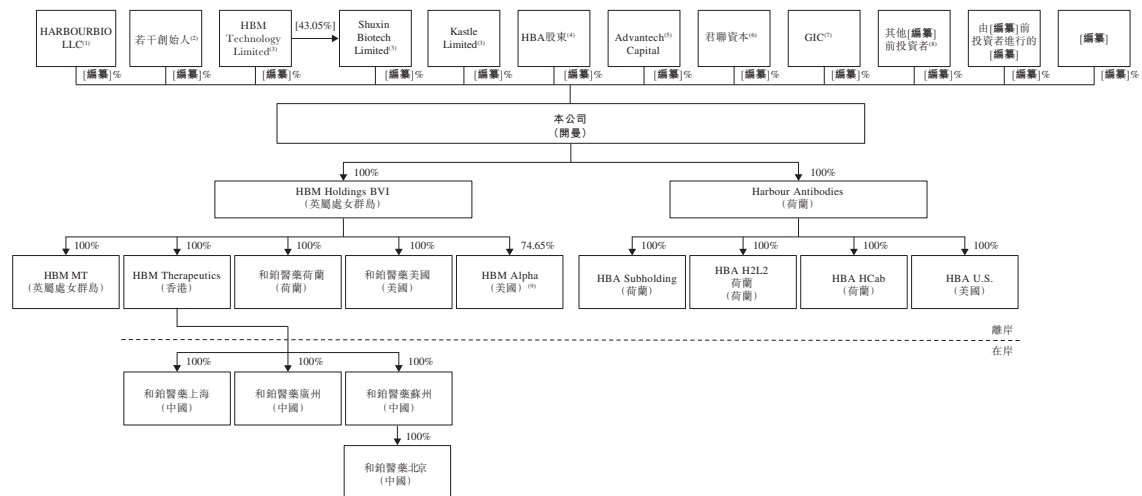 HARBOURBIO
LLC(1)
若干創始人(2)
HBM
Technology
Limited(3)
[43.05%]
Shuxin
Biotech
Limited(3)
Kastle
Limited(3)
HBA股東(4)
Advantech(5)
Capital
君聯資本(6)
GIC(7)
其他[編纂]
前投資者(8)
由[編纂]前
投資者進行的
[編纂]
[編纂]
[編纂]%
[編纂]%
[編纂]%
[編纂]%
[編纂]%
[編纂]%
[編纂]%
[編纂]%
[編纂]%
[編纂]%
[編纂]%
[編纂]%
本公司
(開曼)
100%
100%
HBM Holdings BVI
(英屬處女群島)
Harbour Antibodies
(荷蘭)
100%
100%
100%
100%
74.65%
100%
100%
100%
100%
HBM MT
(英屬處女群島)
HBM Therapeutics
(香港)
和鉑醫藥荷蘭
(荷蘭)
和鉑醫藥美國
(美國)
HBM Alpha
(美國)(9)
HBA Subholding
(荷蘭)
HBA H2L2
荷蘭
(荷蘭)
HBA HCab
(荷蘭)
HBA U.S.
(美國)
離岸
在岸
100%
100%
100%
和鉑醫藥上海
(中國)
和鉑醫藥廣州
(中國)
和鉑醫藥蘇州
(中國)
100%
和鉑醫藥北京
(中國)